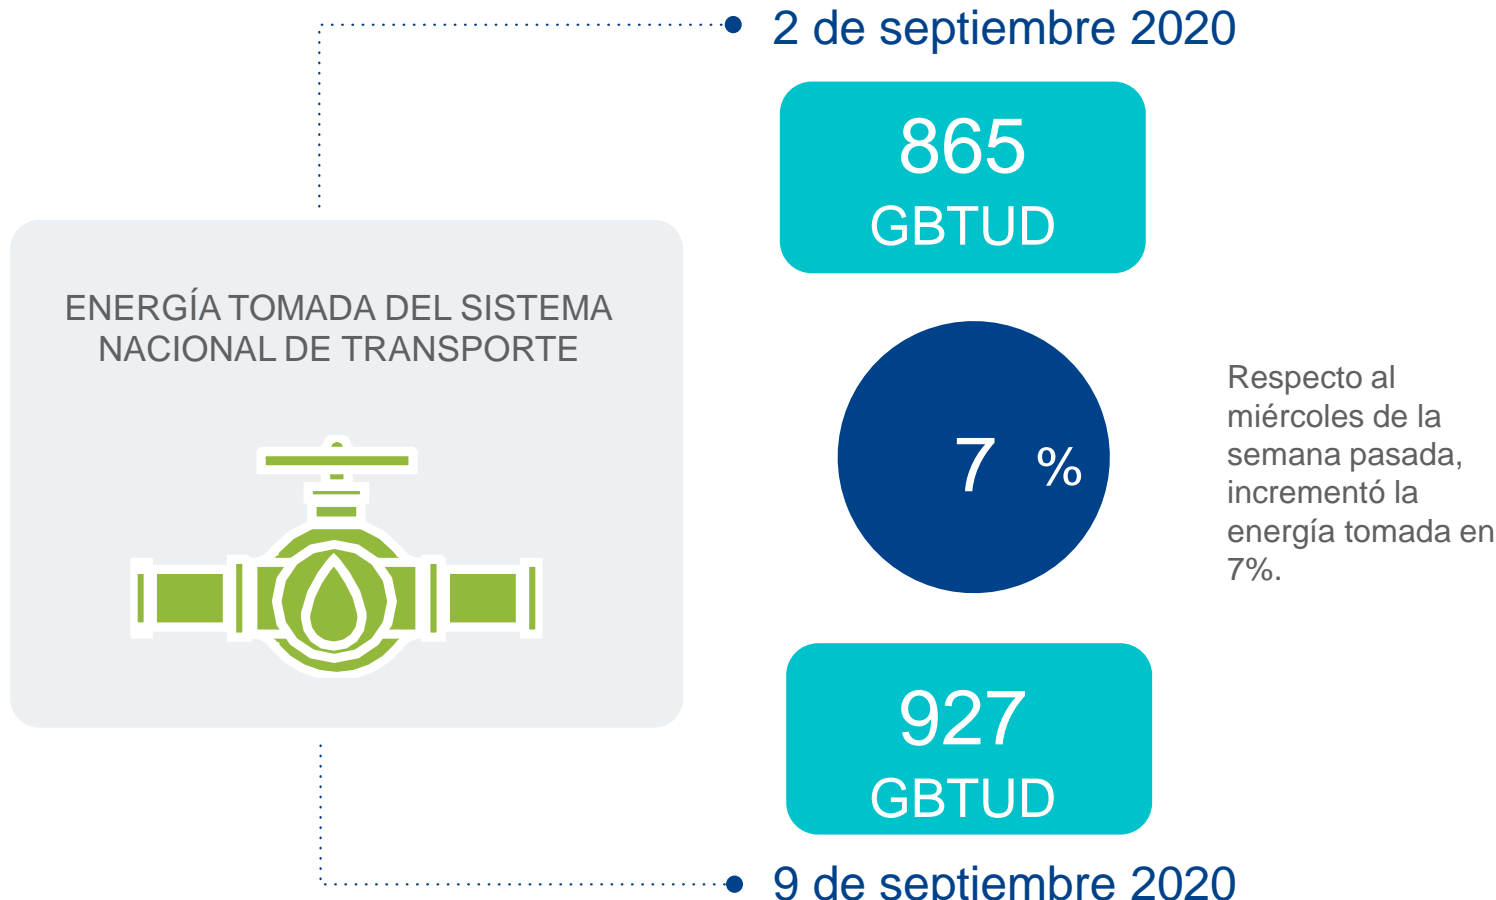 2 de septiembre 2020
865
GBTUD
ENERGÍA TOMADA DEL SISTEMA
NACIONAL DE TRANSPORTE
7 %
Respecto al
miércoles de la
semana pasada,
incrementó la
energía tomada en
7%.
927
GBTUD
9 de septiembre 2020